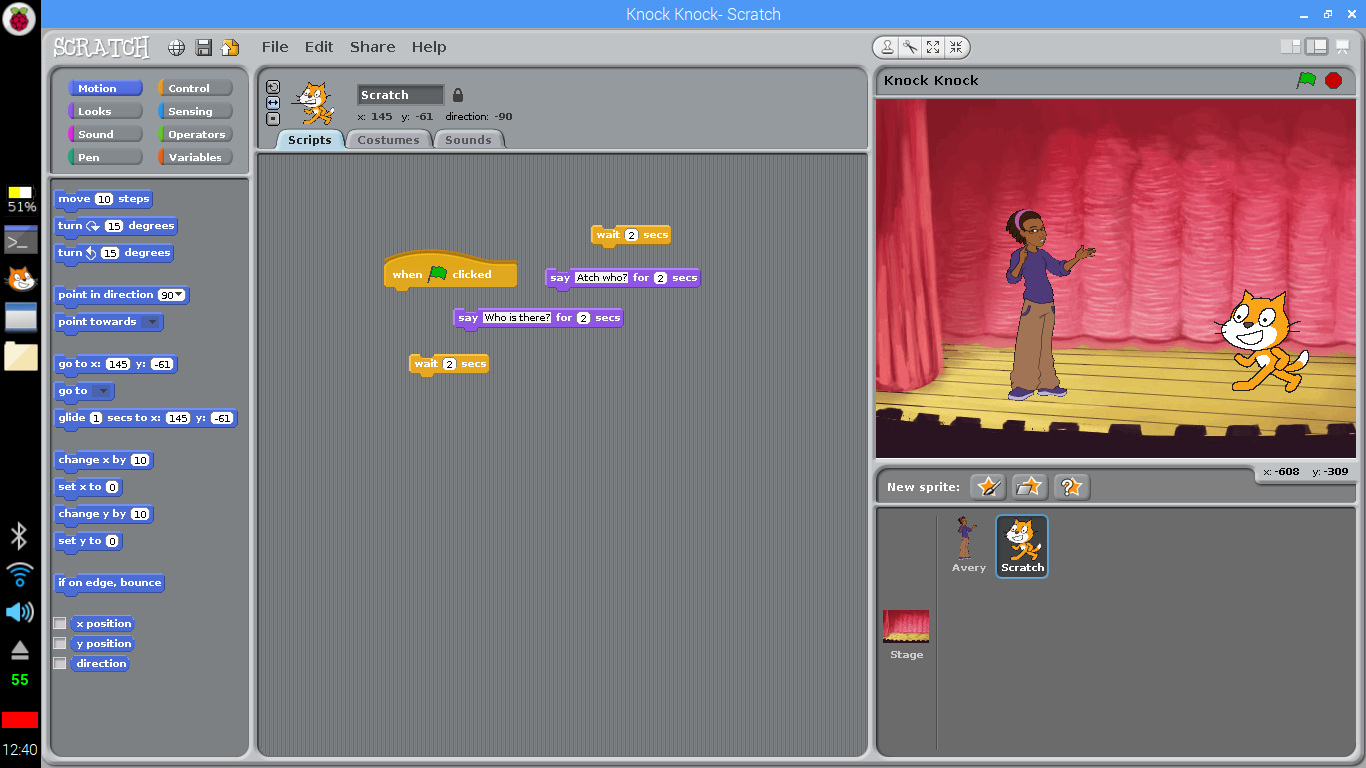 Knock Knock- Scratch
SCRATCH
File Edit Share Help
Motion Control
Looks Sensing
Sound Operators
Pen Variables
Scratch
x: 145 y: -61 direction: -90
Scripts Costumes Sounds
move 10 steps
turn 15 degrees
turn 15 degrees
point in direction 90
point towards
go to x: 145 y: -61
go to
glide 1 secs to x: 145 y: -61
change x by 10
set x to 0
change y by 10
set y to 0
if on edge, bounce
x position
y position
direction
wait 2 secs
when clicked
say Atch who? for 2 secs
say Who is there? for 2 secs
wait 2 secs
Knock Knock
x: -608 y: -309
New sprite:
Avery
Scratch
Stage
51%
55
12:40